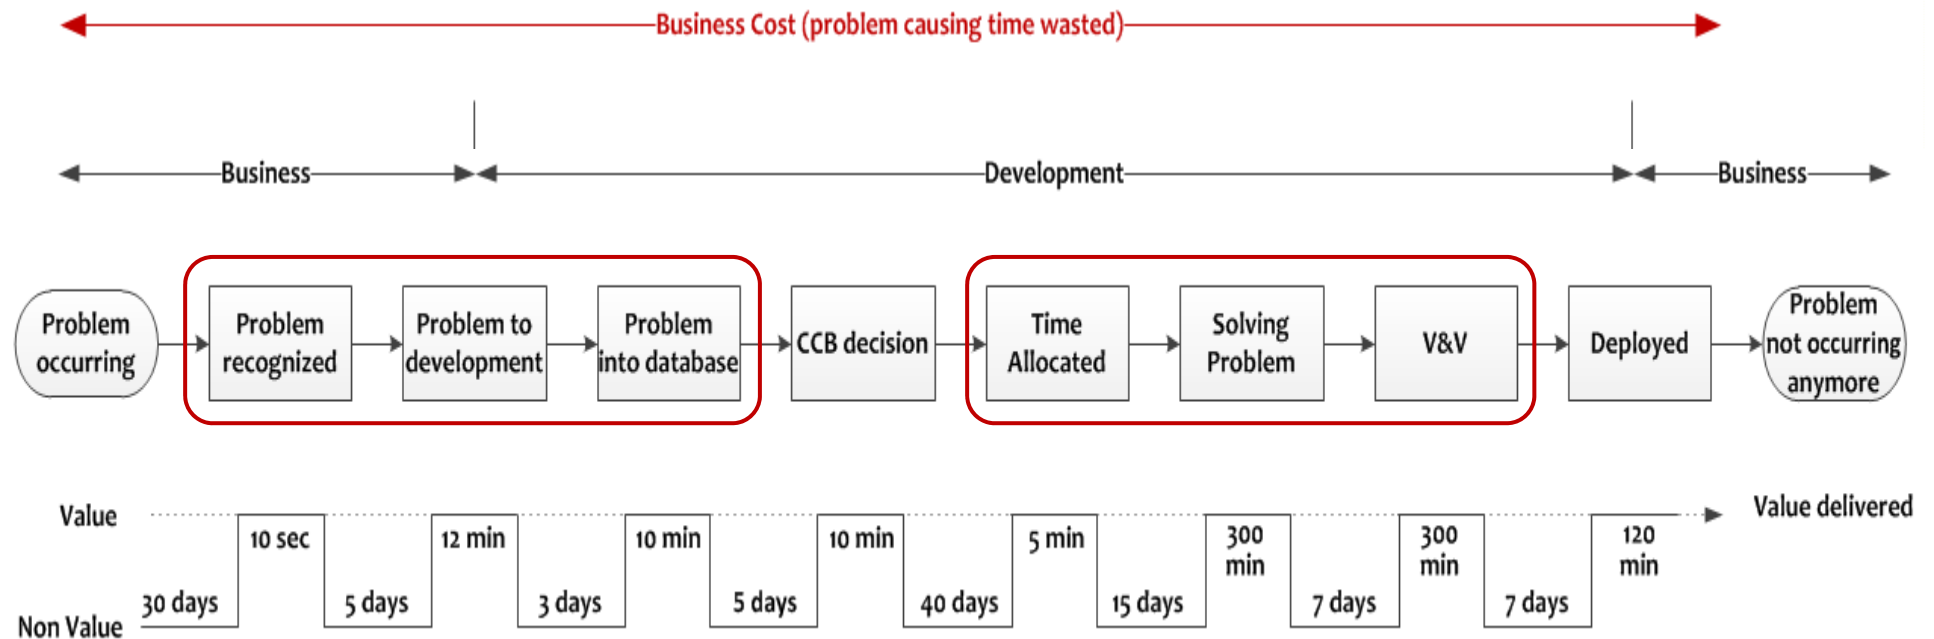 Business Cost (problem causing time wasted)
Business
Development
Business
Problem
occurring
Problem
recognized
Problem to
development
Problem
into database
CCB decision
Time
Allocated
Solving
Problem
V&V
Deployed
Problem
not occurring
anymore
Value
10 sec
12 min
10 min
10 min
5 min
300
min
300
min
120
min
Value delivered
Non Value
30 days
5 days
3 days
5 days
40 days
15 days
7 days
7 days